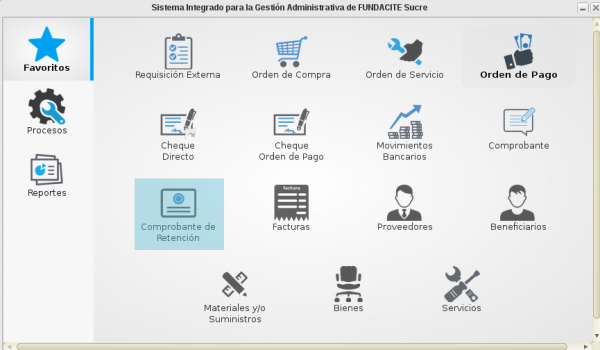 Sistema Integrado para la Gestión Administrativa de FUNDACITE Sucre
Favoritos
Procesos
Reportes
Requisición Externa
Orden de Compra
Orden de Servicio
Orden de Pago
Cheque
Directo
Cheque
Orden de Pago
Movimientos
Bancarios
Comprobante
Comprobante de
Retención
factura
Facturas
Proveedores
Beneficiarios
Materiales y/o
Suministros
Bienes
Servicios